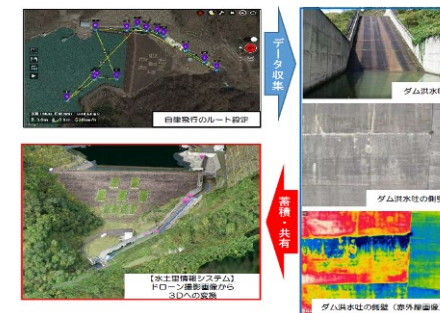 自律飛行のルート設定
データ収集
ダム洪水吐
ダム洪水吐の側壁
蓄積・共有
【水土里情報システム】
ドローン撮影画像から
3Dへの変換
ダム洪水吐の側壁（赤外線画像